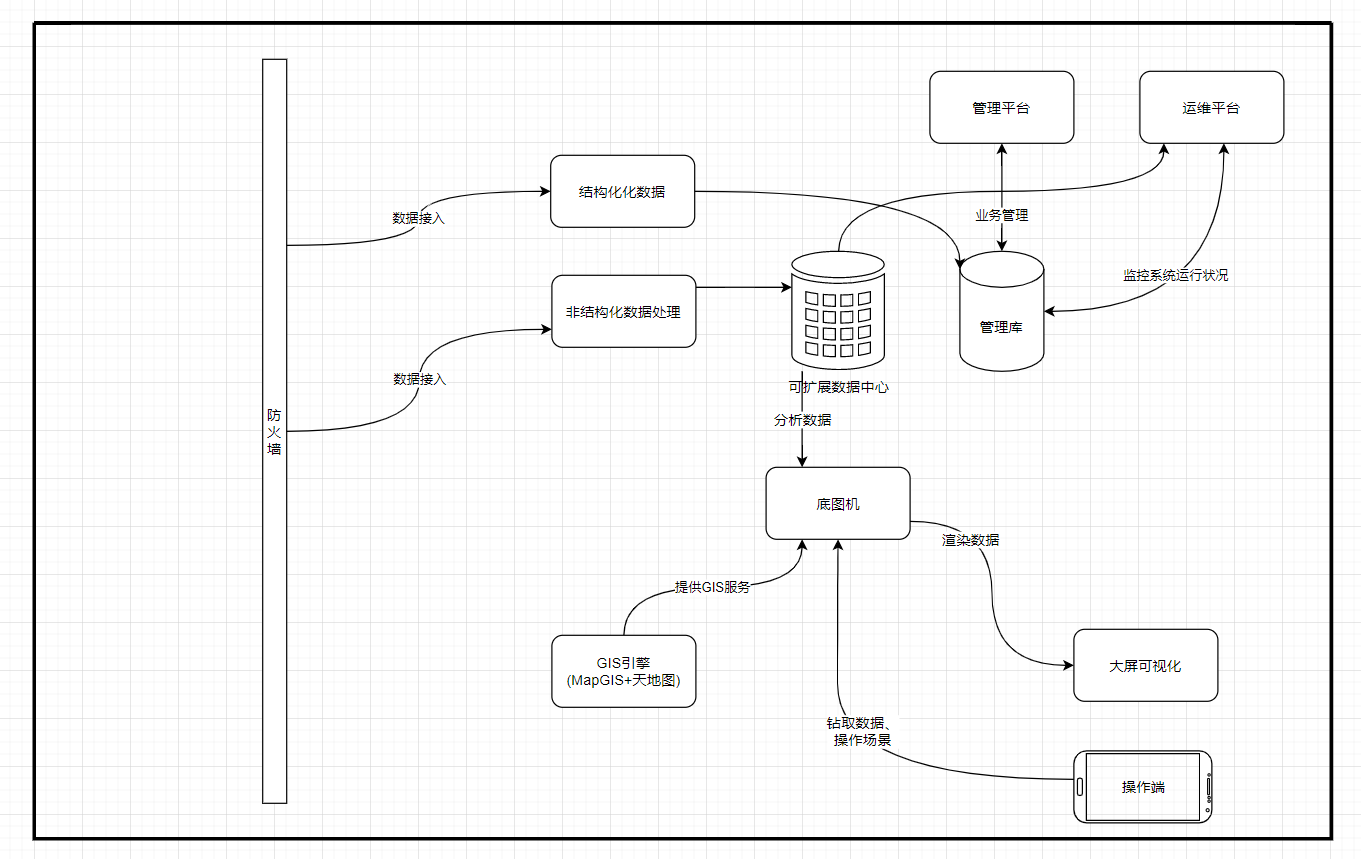 管理平台
运维平台
结构化化数据
数据接入
业务管理
监控系统运行状况
非结构化数据处理
管理库
数据接入
可扩展数据中心
防
火
墙
分析数据
底图机
渲染数据
提供GIS服务
GIS引擎
(MapGIS+天地图)
大屏可视化
钻取数据、
操作场景
操作端